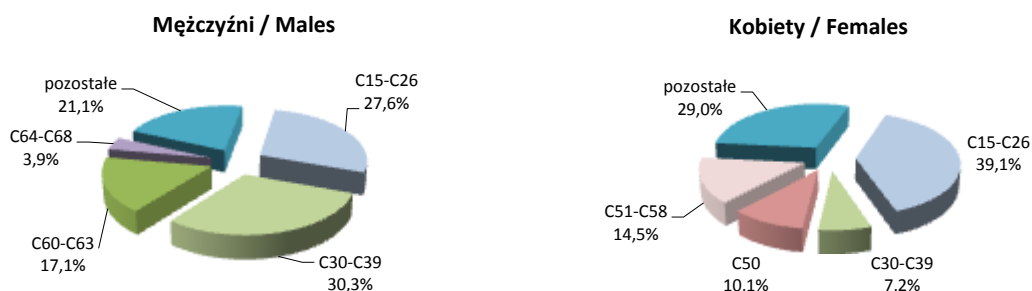 Mężczyźni / Males
pozostałe
21,1%
C15-C26
27,6%
C64-C68
3,9%
C60-C63
17,1%
C30-C39
30,3%
Kobiety / Females
pozostałe
29,0%
C15-C26
39,1%
C51-C58
14,5%
C50
10,1%
C30-C39
7,2%